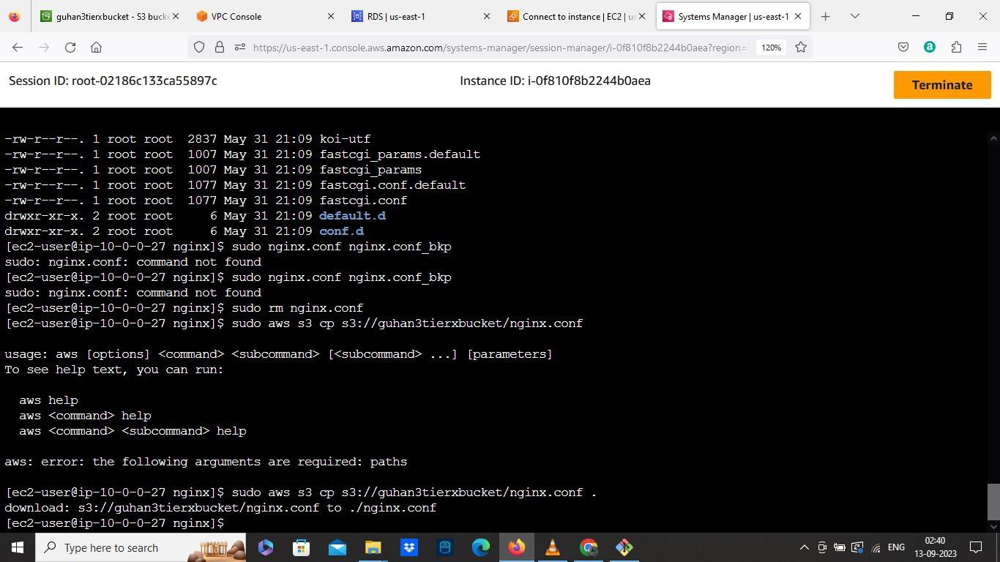 guhan3tierxbucket - S3 bucke
VPC Console
RDS | us-east-1
Connect to instance | EC2 | us
Systems Manager | us-east-1
https://us-east-1.console.aws.amazon.com/systems-manager/session-manager/i-0f810f8b2244b0aea?region=
120%
Session ID: root-02186c133ca55897c
Instance ID: i-0f810f8b2244b0aea
Terminate
-rw-r--r--. 1 root root  2837 May 31 21:09 koi-utf
-rw-r--r--. 1 root root  1007 May 31 21:09 fastcgi_params.default
-rw-r--r--. 1 root root  1007 May 31 21:09 fastcgi_params
-rw-r--r--. 1 root root  1077 May 31 21:09 fastcgi.conf.default
-rw-r--r--. 1 root root  1077 May 31 21:09 fastcgi.conf
drwxr-xr-x. 2 root root     6 May 31 21:09 default.d
drwxr-xr-x. 2 root root     6 May 31 21:09 conf.d
[ec2-user@ip-10-0-0-27 nginx]$ sudo nginx.conf nginx.conf_bkp
sudo: nginx.conf: command not found
[ec2-user@ip-10-0-0-27 nginx]$ sudo nginx.conf nginx.conf_bkp
sudo: nginx.conf: command not found
[ec2-user@ip-10-0-0-27 nginx]$ sudo rm nginx.conf
[ec2-user@ip-10-0-0-27 nginx]$ sudo aws s3 cp s3://guhan3tierxbucket/nginx.conf
usage: aws [options] <command> <subcommand> [<subcommand> ...] [parameters]
To see help text, you can run:
aws help
aws <command> help
aws <command> <subcommand> help
aws: error: the following arguments are required: paths
[ec2-user@ip-10-0-0-27 nginx]$ sudo aws s3 cp s3://guhan3tierxbucket/nginx.conf .
download: s3://guhan3tierxbucket/nginx.conf to ./nginx.conf
[ec2-user@ip-10-0-0-27 nginx]$
Type here to search
ENG
02:40
13-09-2023